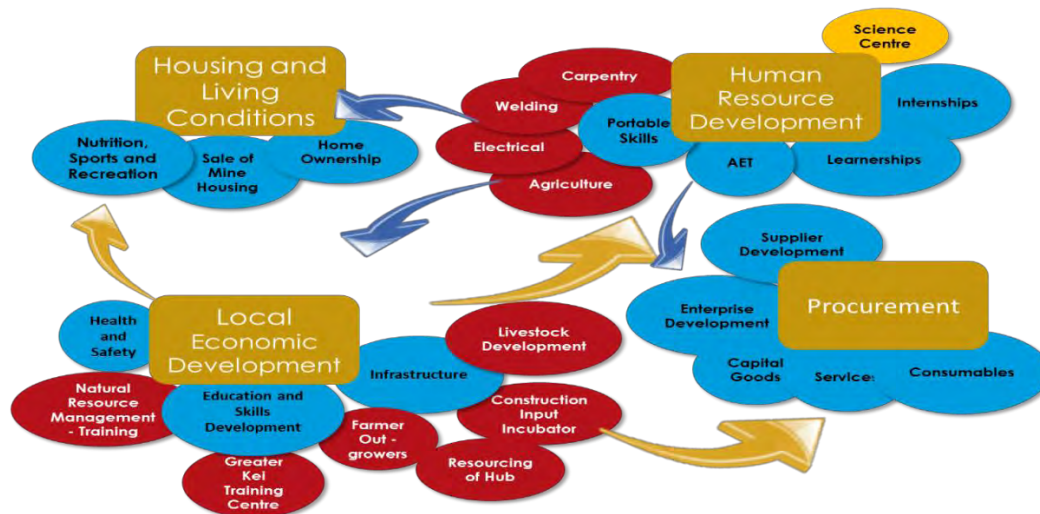 Housing and
Living
Conditions
Nutrition,
Sports and
Recreation
Sale of
Mine
Housing
Home
Ownership
Carpentry
Welding
Electrical
Agriculture
Portable
Skills
Human
Resource
Development
Science
Centre
Internships
Learnerships
AET
Local
Economic
Development
Health
and
Safety
Natural
Resource
Management
- Training
Education and
Skills
Development
Greater
Kei
Training
Centre
Farmer
Out -
growers
Infrastructure
Livestock
Development
Construction
Input
Incubator
Resourcing
of Hub
Supplier
Development
Enterprise
Development
Procurement
Capital
Goods
Services
Consumables